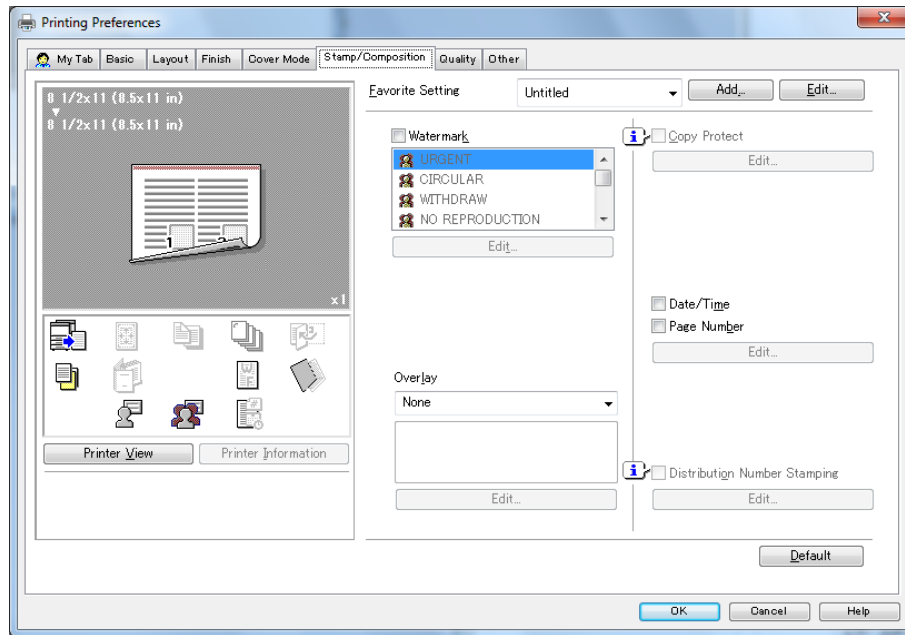 Printing Preferences
My Tab Basic Layout Finish Cover Mode Stamp/Composition Quality Other
8 1/2x11 (8.5x11 in)
8 1/2x11 (8.5x11 in)
1 2
x1
Printer View Printer Information
Favorite Setting Untitled Add... Edit...
Watermark
URGENT
CIRCULAR
WITHDRAW
NO REPRODUCTION
Edit...
Overlay
None
Edit...
Copy Protect
Edit...
Date/Time
Page Number
Edit...
Distribution Number Stamping
Edit...
Default
OK Cancel Help